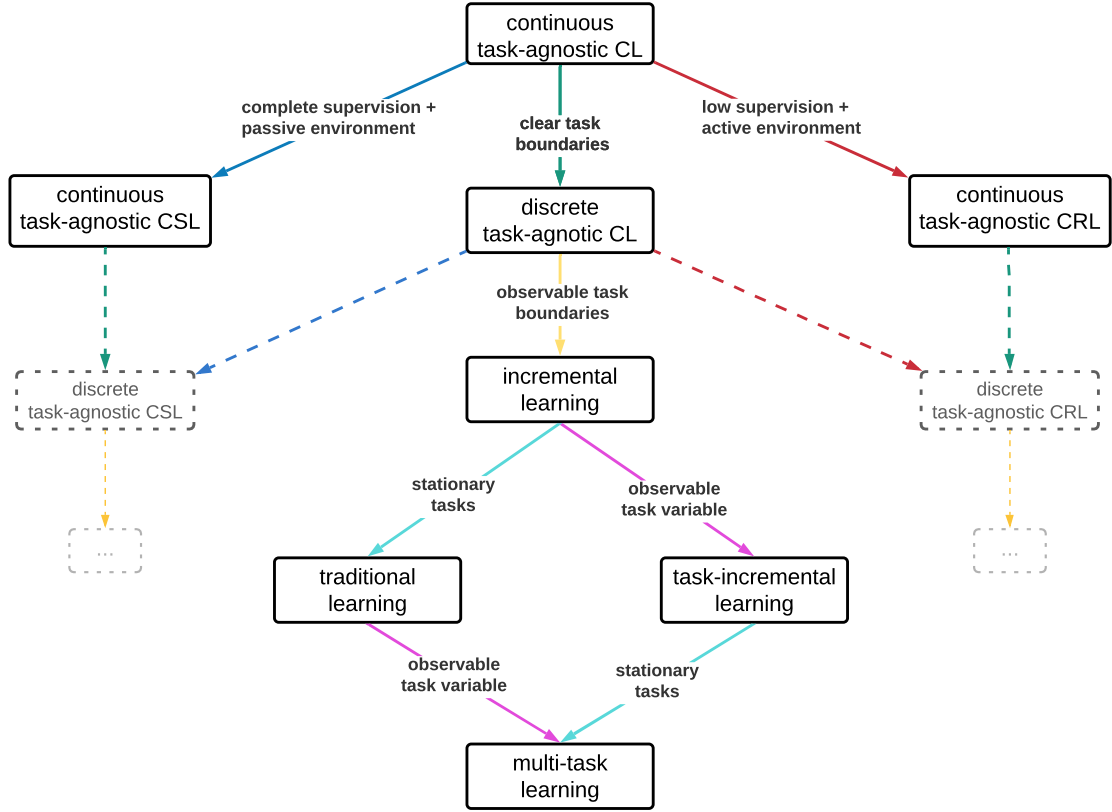 continuous
task-agnostic CL
complete supervision +
passive environment
clear task
boundaries
low supervision +
active environment
continuous
task-agnostic CSL
discrete
task-agnotic CL
continuous
task-agnostic CRL
observable task
boundaries
discrete
task-agnostic CSL
incremental
learning
discrete
task-agnostic CRL
stationary
tasks
observable
task variable
...
...
traditional
learning
task-incremental
learning
observable
task variable
stationary
tasks
multi-task
learning